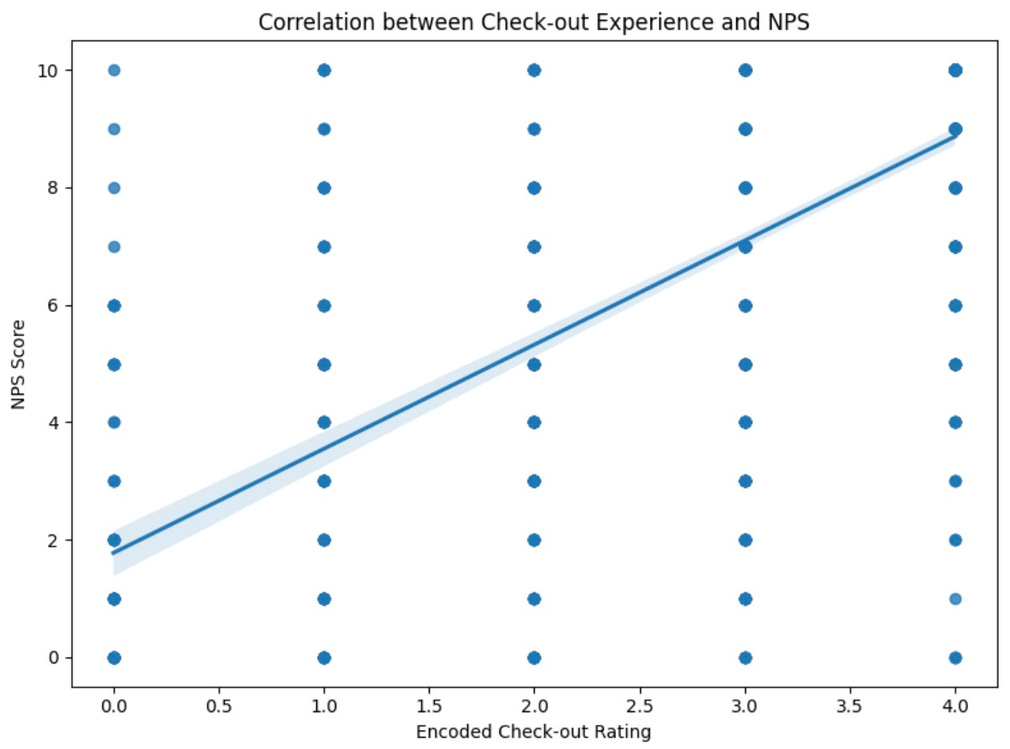 Correlation between Check-out Experience and NPS
10
8
6
4
2
0
NPS Score
0.0 0.5 1.0 1.5 2.0 2.5 3.0 3.5 4.0
Encoded Check-out Rating